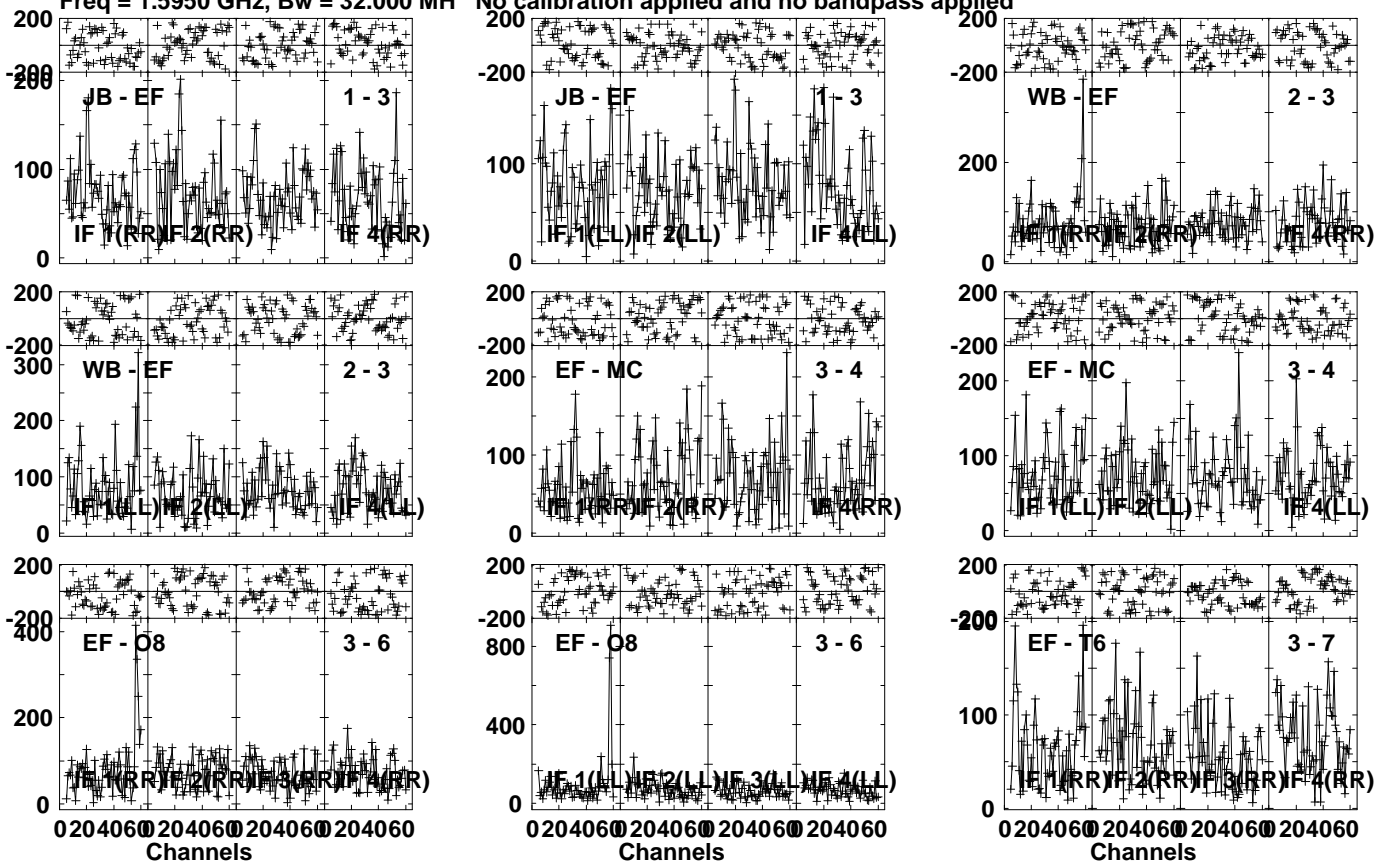 Freq = 1.5950 GHz, Bw = 32.000 MH No calibration applied and no bandpass applied
200 200 200
-200 -200 -200
200
JB - EF 1 - 3 JB - EF 1 - 3 WB - EF 2 - 3
200
100 100
IF 1(RR) IF 2(RR) IF 4(RR) IF 1(LL) IF 2(LL) IF 4(LL) IF 1(RR) IF 2(RR) IF 4(RR)
0 0 0
200 200 200
-200 -200 -200
300
WB - EF 2 - 3 EF - MC 3 - 4 EF - MC 3 - 4
200 200 200
100 100 100
IF 1(LL) IF 2(LL) IF 4(LL) IF 1(RR) IF 2(RR) IF 4(RR) IF 1(LL) IF 2(LL) IF 4(LL)
0 0 0
200 200 200
-200 -200 -200
400 200
EF - O8 3 - 6 EF - O8 3 - 6 EF - T6 3 - 7
800
200 400 100
IF 1(RR) IF 2(RR) IF 3(RR) IF 4(RR) IF 1(LL) IF 2(LL) IF 3(LL) IF 4(LL) IF 1(RR) IF 2(RR) IF 3(RR) IF 4(RR)
0 0 0
0 20 40 60 0 20 40 60 0 20 40 60 0 20 40 60 0 20 40 60 0 20 40 60 0 20 40 60 0 20 40 60 0 20 40 60 0 20 40 60 0 20 40 60 0 20 40 60
Channels Channels Channels